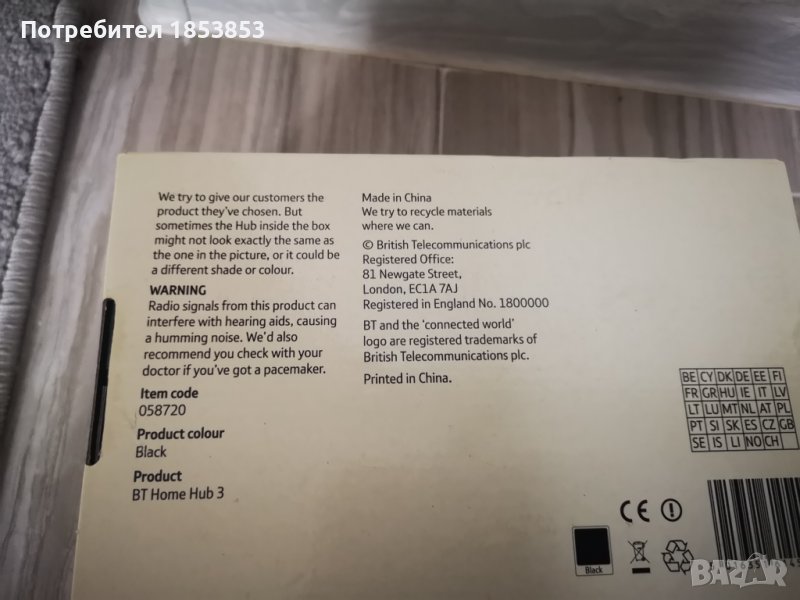 Потребител 1853853
We try to give our customers the
product they've chosen. But
sometimes the Hub inside the box
might not look exactly the same as
the one in the picture, or it could be
a different shade or colour.
WARNING
Radio signals from this product can
interfere with hearing aids, causing
a humming noise. We'd also
recommend you check with your
doctor if you've got a pacemaker.
Item code
058720
Product colour
Black
Product
BT Home Hub 3
Made in China
We try to recycle materials
where we can.
© British Telecommunications plc
Registered Office:
81 Newgate Street,
London, EC1A 7AJ
Registered in England No. 1800000
BT and the 'connected world'
logo are registered trademarks of
British Telecommunications plc.
Printed in China.
BE CY DK DE EE FI
FR GR HU IE IT LV
LT LU MT NL AT PL
PT SI SK ES CZ GB
SE IS LI NO CH
CE
Black
BAZAR